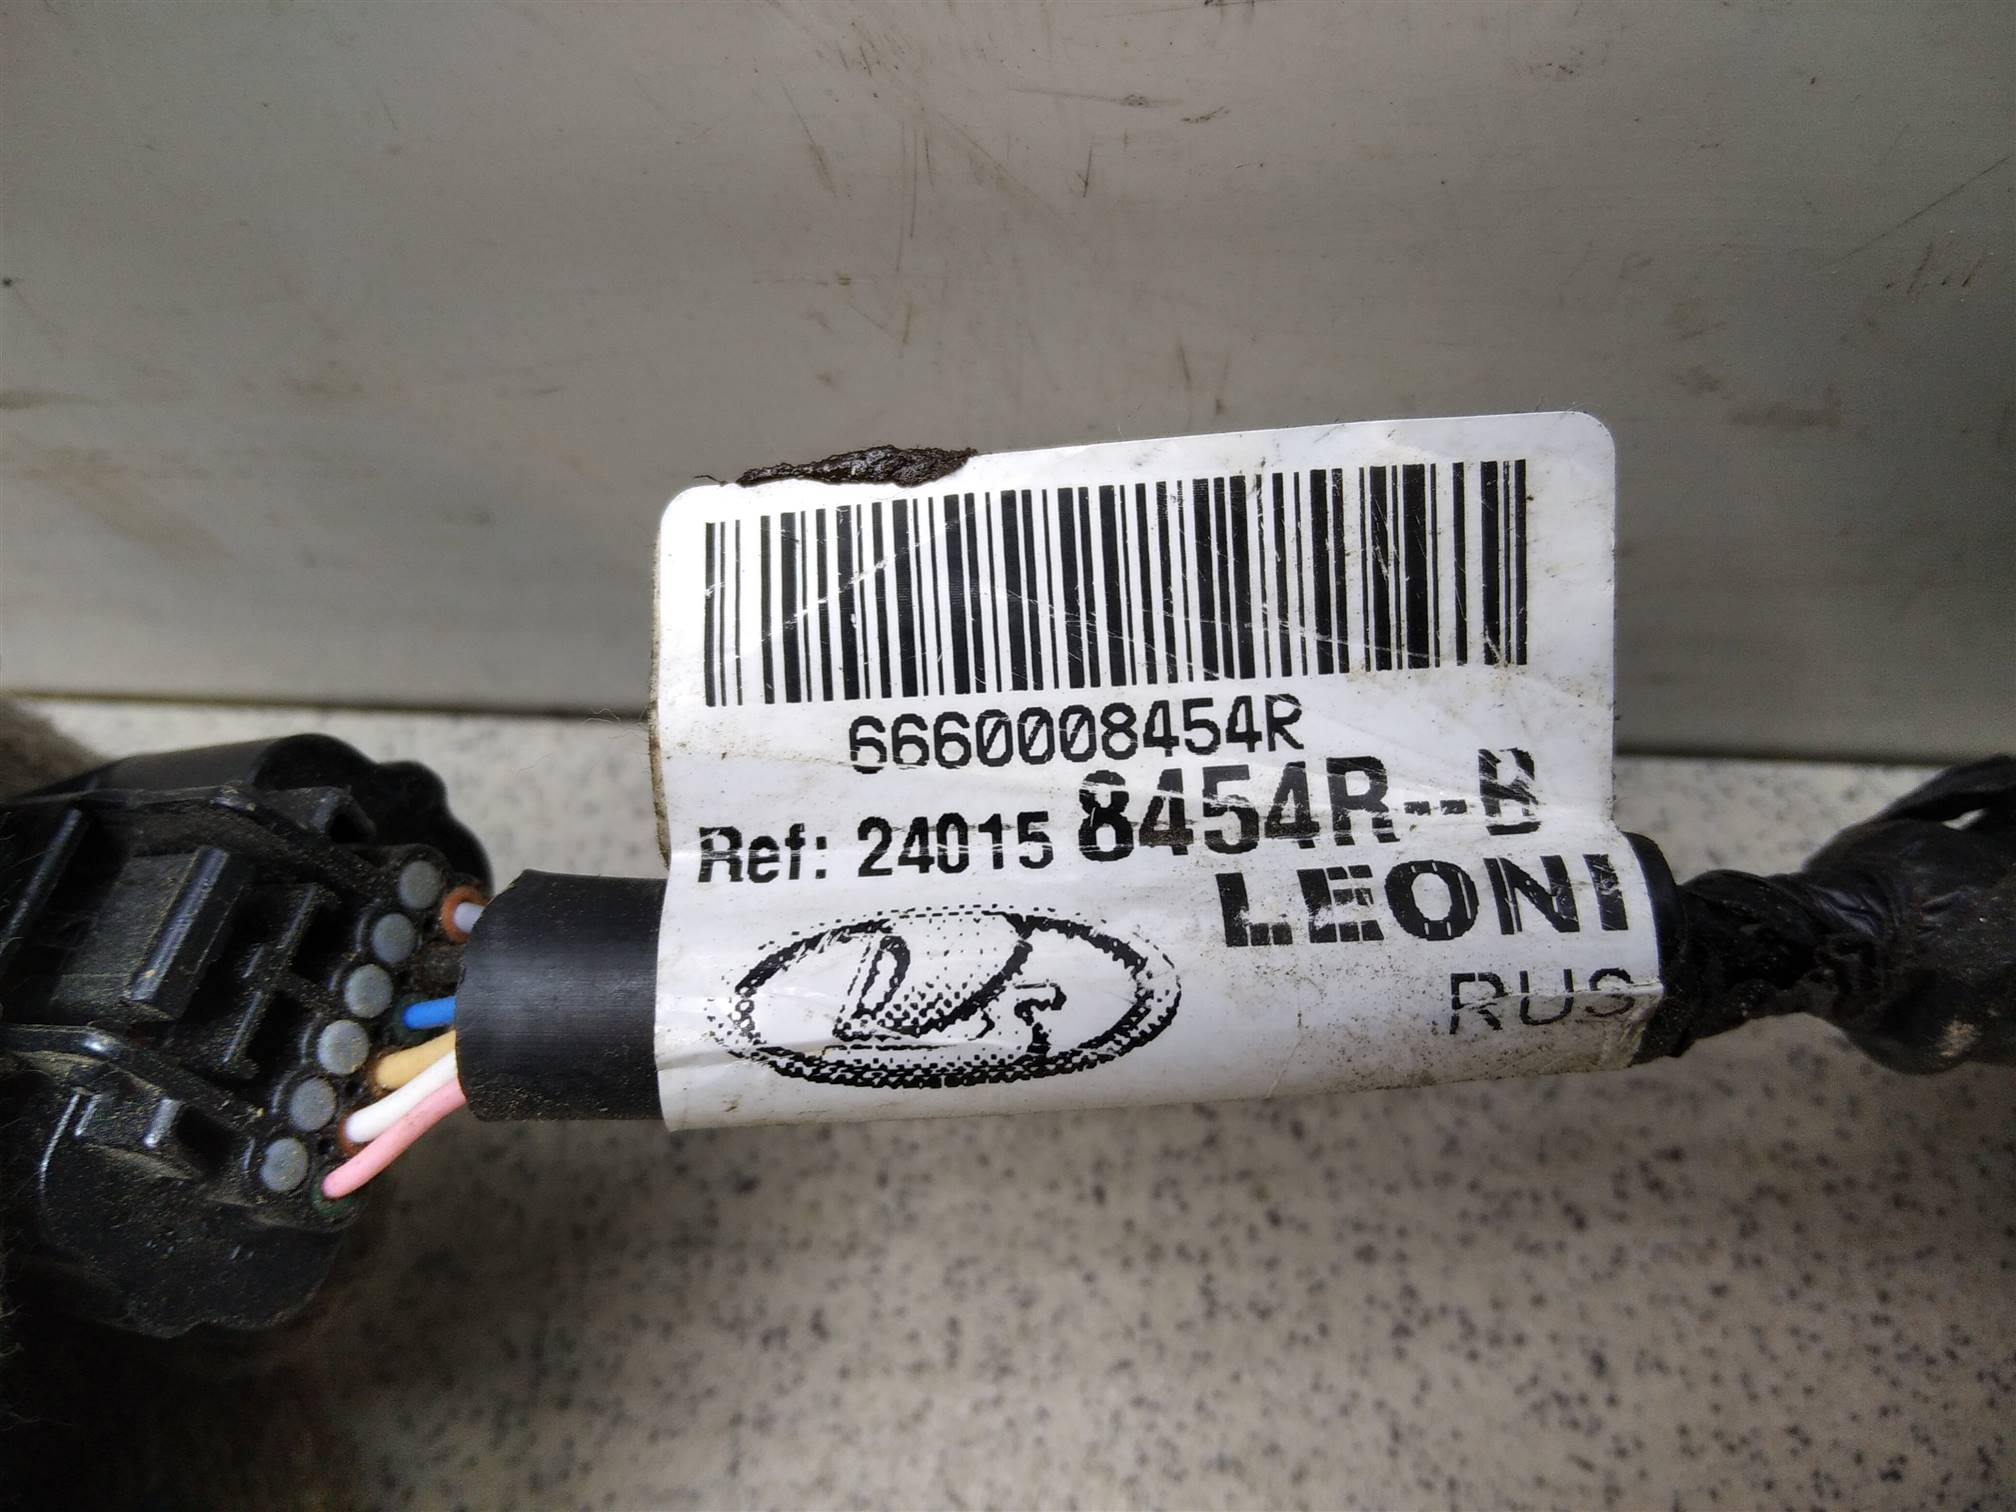 6660008454R
Ref: 24015 8454R--B
LEONI
RUS